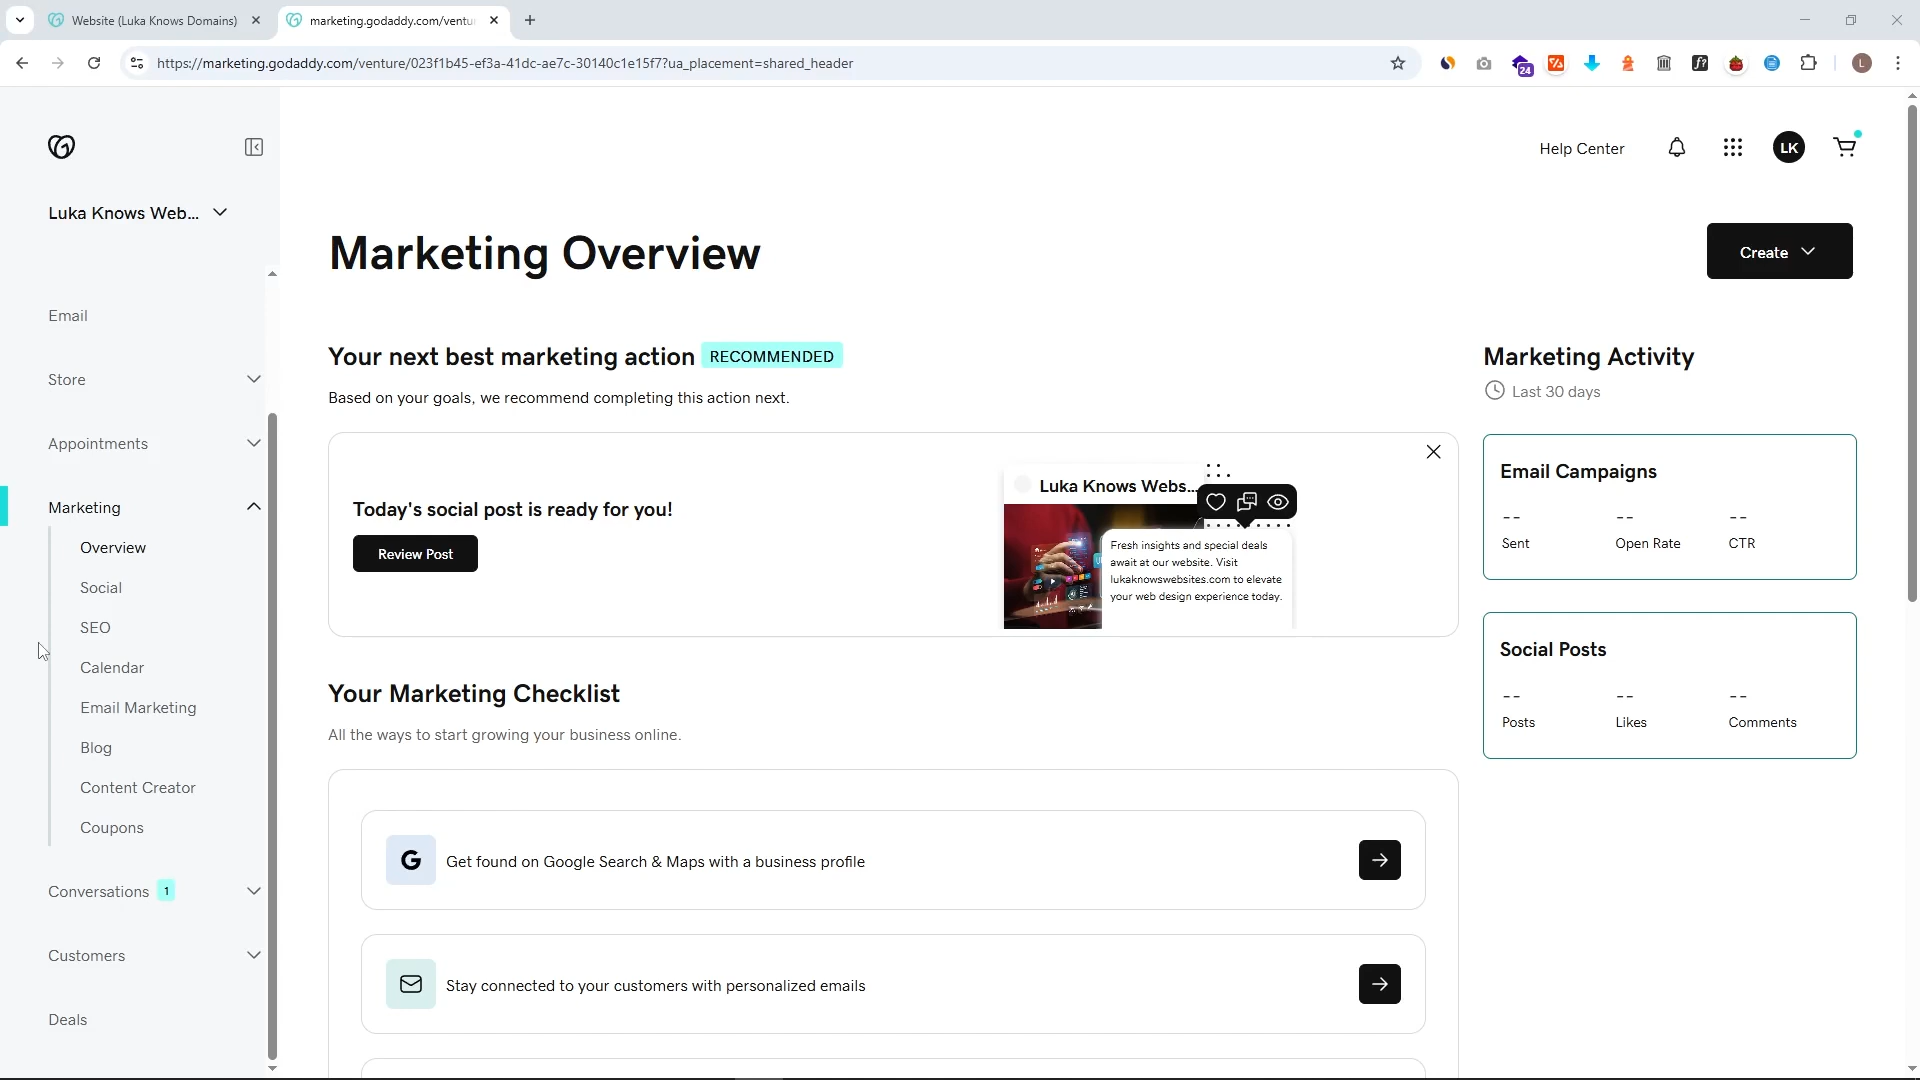 Website (Luka Knows Domains)
marketing.godaddy.com/ventu
https://marketing.godaddy.com/venture/023f1b45-ef3a-41dc-ae7c-30140c1e15f7?ua_placement=shared_header
24
f?
L
Help Center
LK
Luka Knows Web...
Marketing Overview
Create
Email
Store
Appointments
Marketing
Overview
Social
SEO
Calendar
Email Marketing
Blog
Content Creator
Coupons
Conversations 1
Customers
Deals
Your next best marketing action RECOMMENDED
Based on your goals, we recommend completing this action next.
Today's social post is ready for you!
Review Post
Luka Knows Webs...
Fresh insights and special deals
await at our website. Visit
lukaknowswebsites.com to elevate
your web design experience today.
Your Marketing Checklist
All the ways to start growing your business online.
G Get found on Google Search & Maps with a business profile
Stay connected to your customers with personalized emails
Marketing Activity
Last 30 days
Email Campaigns
-- -- --
Sent Open Rate CTR
Social Posts
-- -- --
Posts Likes Comments